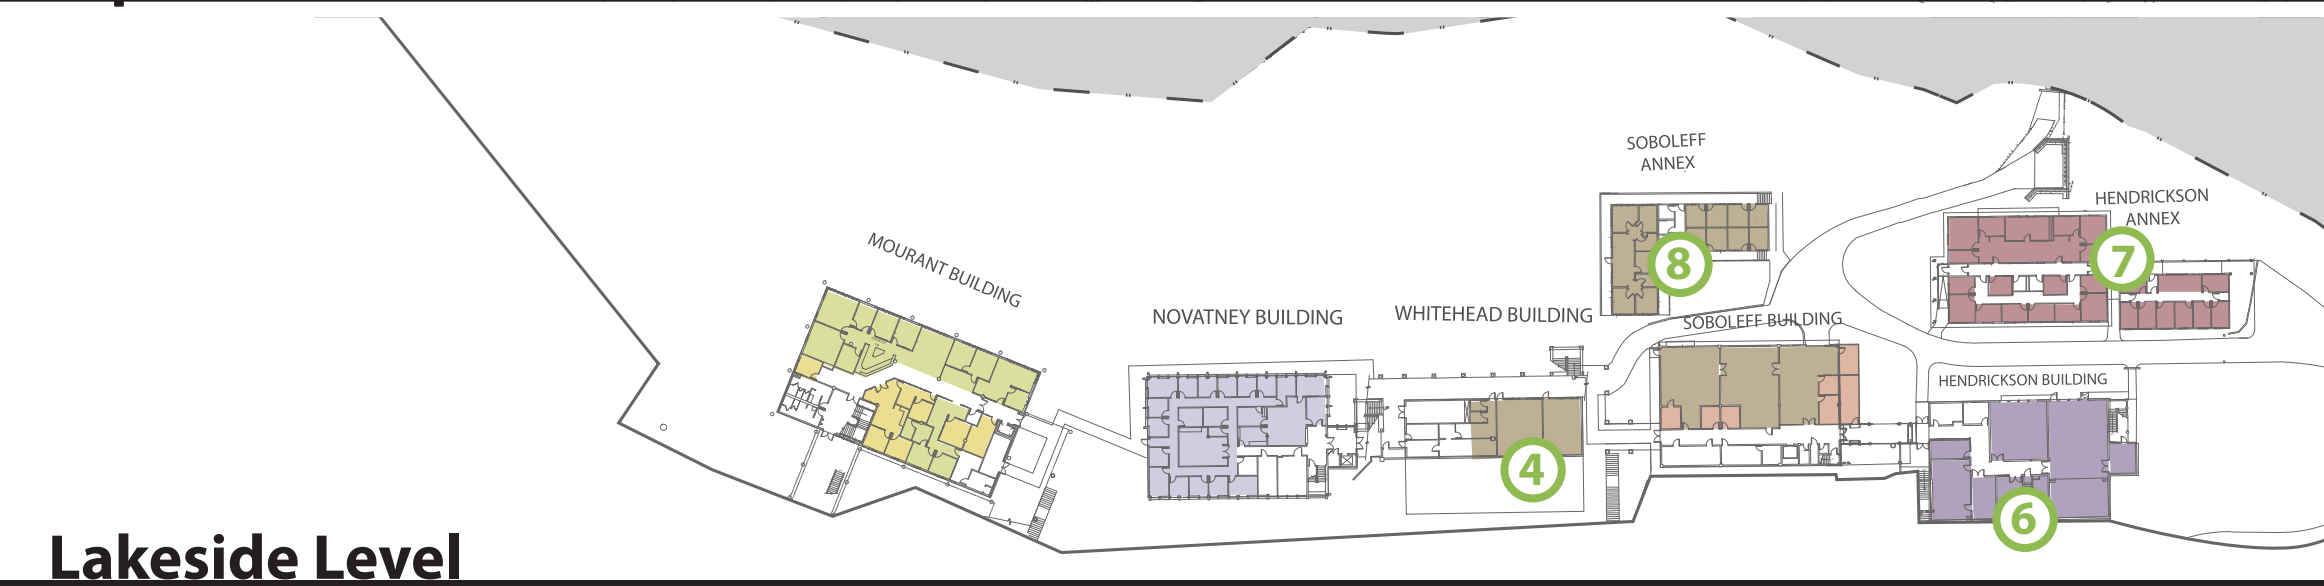 SOBOLEFF
ANNEX
8
HENDRICKSON
ANNEX
7
MOURANT BUILDING
NOVATNEY BUILDING
WHITEHEAD BUILDING
4
SOBOLEFF BUILDING
HENDRICKSON BUILDING
6
Lakeside Level